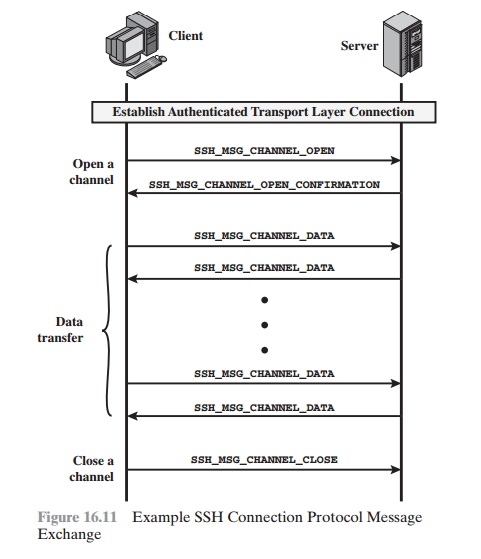 Client
Server
Establish Authenticated Transport Layer Connection
Open a
channel
SSH_MSG_CHANNEL_OPEN
SSH_MSG_CHANNEL_OPEN_CONFIRMATION
SSH_MSG_CHANNEL_DATA
SSH_MSG_CHANNEL_DATA
Data
transfer
SSH_MSG_CHANNEL_DATA
SSH_MSG_CHANNEL_DATA
Close a
channel
SSH_MSG_CHANNEL_CLOSE
Figure 16.11 Example SSH Connection Protocol Message
Exchange